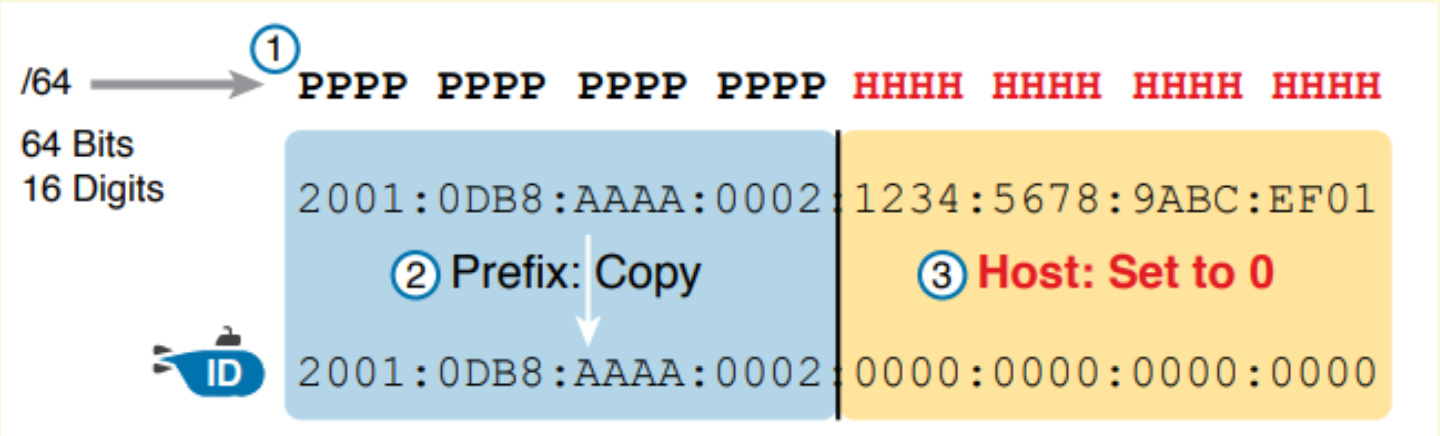 1
/64 PPPP PPPP PPPP PPPP HHHH HHHH HHHH HHHH
64 Bits
16 Digits
2001:0DB8:AAAA:0002:1234:5678:9ABC:EF01
2 Prefix: Copy 3 Host: Set to 0
ID 2001:0DB8:AAAA:0002:0000:0000:0000:0000